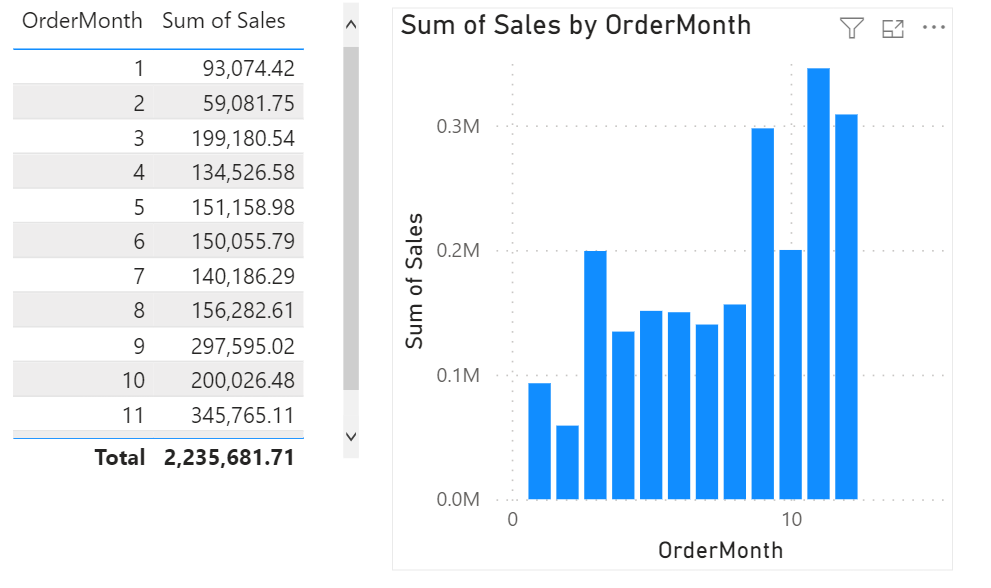 OrderMonth Sum of Sales
1 93,074.42
2 59,081.75
3 199,180.54
4 134,526.58
5 151,158.98
6 150,055.79
7 140,186.29
8 156,282.61
9 297,595.02
10 200,026.48
11 345,765.11
Total 2,235,681.71
Sum of Sales by OrderMonth
0.3M
0.2M
0.1M
0.0M
Sum of Sales
0 10
OrderMonth